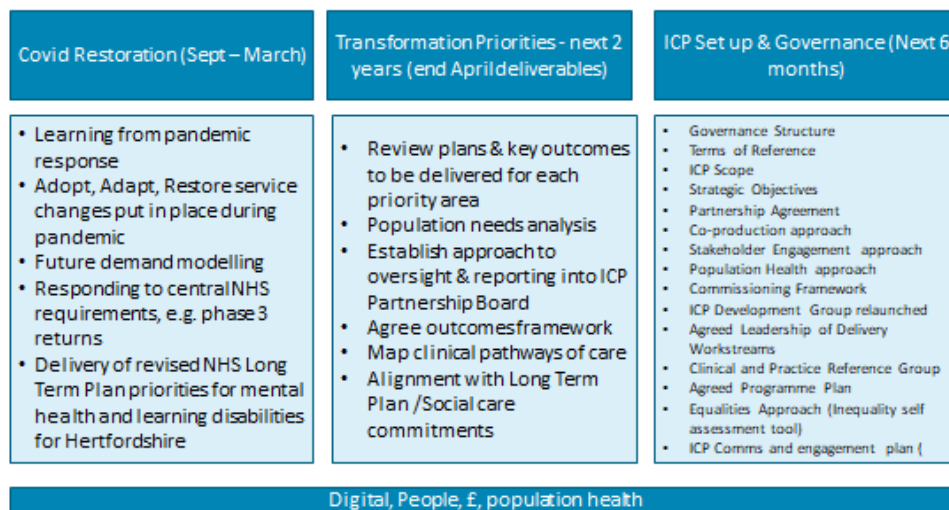 Covid Restoration (Sept – March)
• Learning from pandemic
response
• Adopt, Adapt, Restore service
changes put in place during
pandemic
• Future demand modelling
• Responding to central NHS
requirements, e.g. phase 3
returns
• Delivery of revised NHS Long
Term Plan priorities for mental
health and learning disabilities
for Hertfordshire
Transformation Priorities - next 2
years (end April deliverables)
• Review plans & key outcomes
to be delivered for each
priority area
• Population needs analysis
• Establish approach to
oversight & reporting into ICP
Partnership Board
• Agree outcomes framework
• Map clinical pathways of care
• Alignment with Long Term
Plan /Social care
commitments
ICP Set up & Governance (Next 6
months)
• Governance Structure
• Terms of Reference
• ICP Scope
• Strategic Objectives
• Partnership Agreement
• Co-production approach
• Stakeholder Engagement approach
• Population Health approach
• Commissioning Framework
• ICP Development Group relaunched
• Agreed Leadership of Delivery
Workstreams
• Clinical and Practice Reference Group
• Agreed Programme Plan
• Equalities Approach (Inequality self
assessment tool)
• ICP Comms and engagement plan (
Digital, People, £, population health